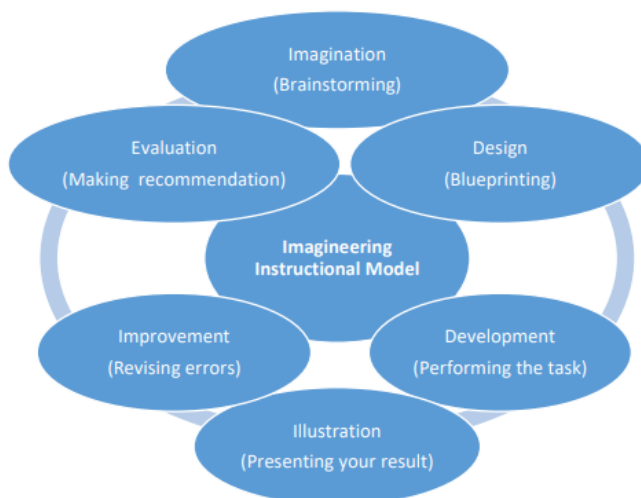 Imagination
(Brainstorming)
Design
(Blueprinting)
Development
(Performing the task)
Illustration
(Presenting your result)
Improvement
(Revising errors)
Evaluation
(Making recommendation)
Imagineering
Instructional Model